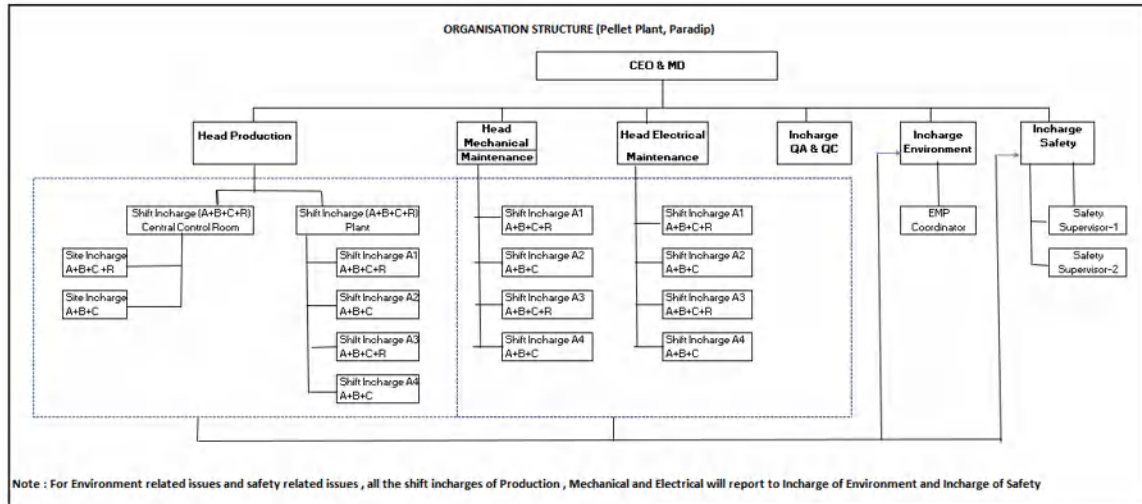 ORGANISATION STRUCTURE (Pellet Plant, Paradip)
CEO & MD
Head Production
Head
Mechanical
Maintenance
Head Electrical
Maintenance
Incharge
QA & QC
Incharge
Environment
Incharge
Safety
Shift Incharge (A+B+C+R)
Central Control Room
Shift Incharge (A+B+C+R)
Plant
Site Incharge
A+B+C +R
Site Incharge
A+B+C
Shift Incharge A1
A+B+C+R
Shift Incharge A2
A+B+C
Shift Incharge A3
A+B+C+R
Shift Incharge A4
A+B+C
Shift Incharge A1
A+B+C+R
Shift Incharge A2
A+B+C
Shift Incharge A3
A+B+C+R
Shift Incharge A4
A+B+C
Shift Incharge A1
A+B+C+R
Shift Incharge A2
A+B+C
Shift Incharge A3
A+B+C+R
Shift Incharge A4
A+B+C
EMP
Coordinator
Safety
Supervisor-1
Safety
Supervisor-2
Note : For Environment related issues and safety related issues , all the shift incharges of Production , Mechanical and Electrical will report to Incharge of Environment and Incharge of Safety